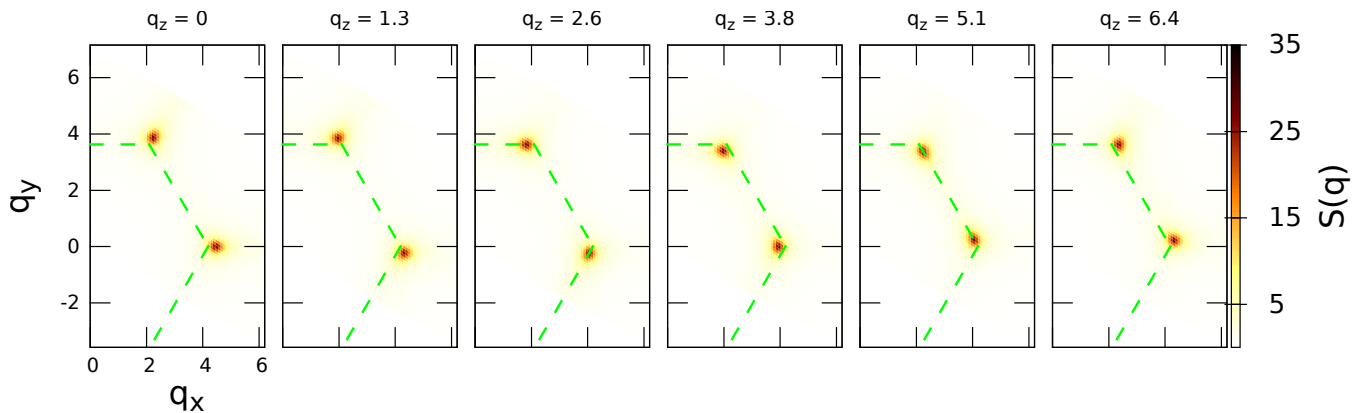 q_z = 0 q_z = 1.3 q_z = 2.6 q_z = 3.8 q_z = 5.1 q_z = 6.4
35
6
4
25
2
15
0
5
-2
q_y
S(q)
0 2 4 6
q_x